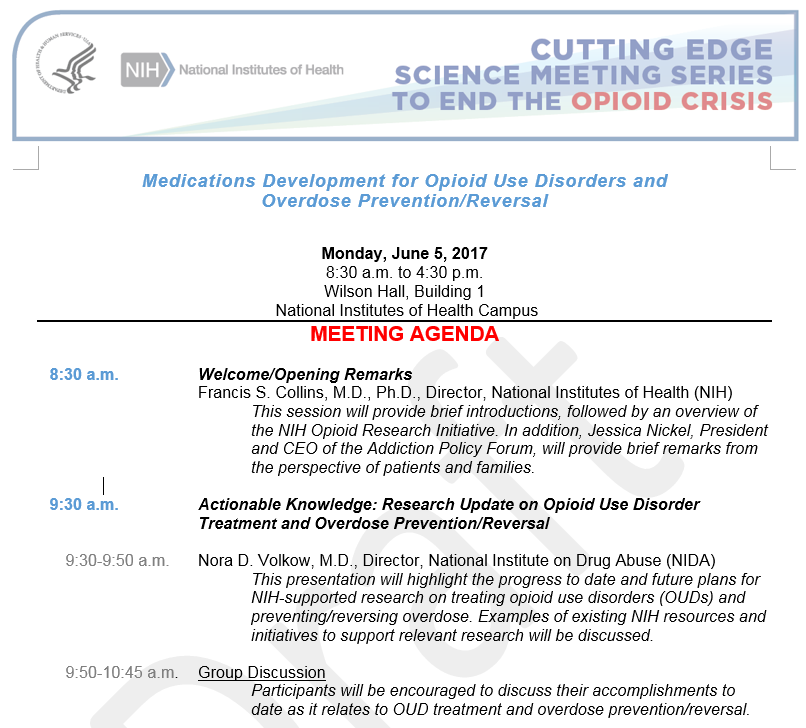 DEPARTMENT OF HEALTH & HUMAN SERVICES · USA
NIH National Institutes of Health
CUTTING EDGE
SCIENCE MEETING SERIES
TO END THE OPIOID CRISIS
Medications Development for Opioid Use Disorders and
Overdose Prevention/Reversal
Monday, June 5, 2017
8:30 a.m. to 4:30 p.m.
Wilson Hall, Building 1
National Institutes of Health Campus
MEETING AGENDA
8:30 a.m. Welcome/Opening Remarks
Francis S. Collins, M.D., Ph.D., Director, National Institutes of Health (NIH)
This session will provide brief introductions, followed by an overview of
the NIH Opioid Research Initiative. In addition, Jessica Nickel, President
and CEO of the Addiction Policy Forum, will provide brief remarks from
the perspective of patients and families.
9:30 a.m. Actionable Knowledge: Research Update on Opioid Use Disorder
Treatment and Overdose Prevention/Reversal
9:30-9:50 a.m. Nora D. Volkow, M.D., Director, National Institute on Drug Abuse (NIDA)
This presentation will highlight the progress to date and future plans for
NIH-supported research on treating opioid use disorders (OUDs) and
preventing/reversing overdose. Examples of existing NIH resources and
initiatives to support relevant research will be discussed.
9:50-10:45 a.m. Group Discussion
Participants will be encouraged to discuss their accomplishments to
date as it relates to OUD treatment and overdose prevention/reversal.
Draft